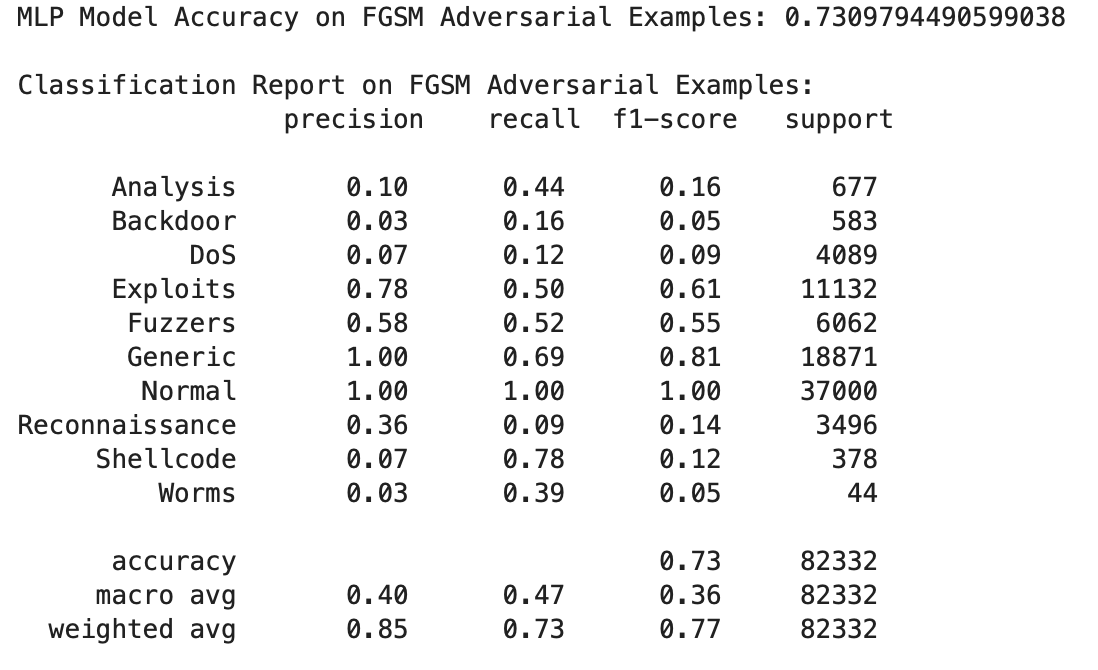 MLP Model Accuracy on FGSM Adversarial Examples: 0.7309794490599038
Classification Report on FGSM Adversarial Examples:
precision recall f1-score support
Analysis 0.10 0.44 0.16 677
Backdoor 0.03 0.16 0.05 583
DoS 0.07 0.12 0.09 4089
Exploits 0.78 0.50 0.61 11132
Fuzzers 0.58 0.52 0.55 6062
Generic 1.00 0.69 0.81 18871
Normal 1.00 1.00 1.00 37000
Reconnaissance 0.36 0.09 0.14 3496
Shellcode 0.07 0.78 0.12 378
Worms 0.03 0.39 0.05 44
accuracy 0.73 82332
macro avg 0.40 0.47 0.36 82332
weighted avg 0.85 0.73 0.77 82332